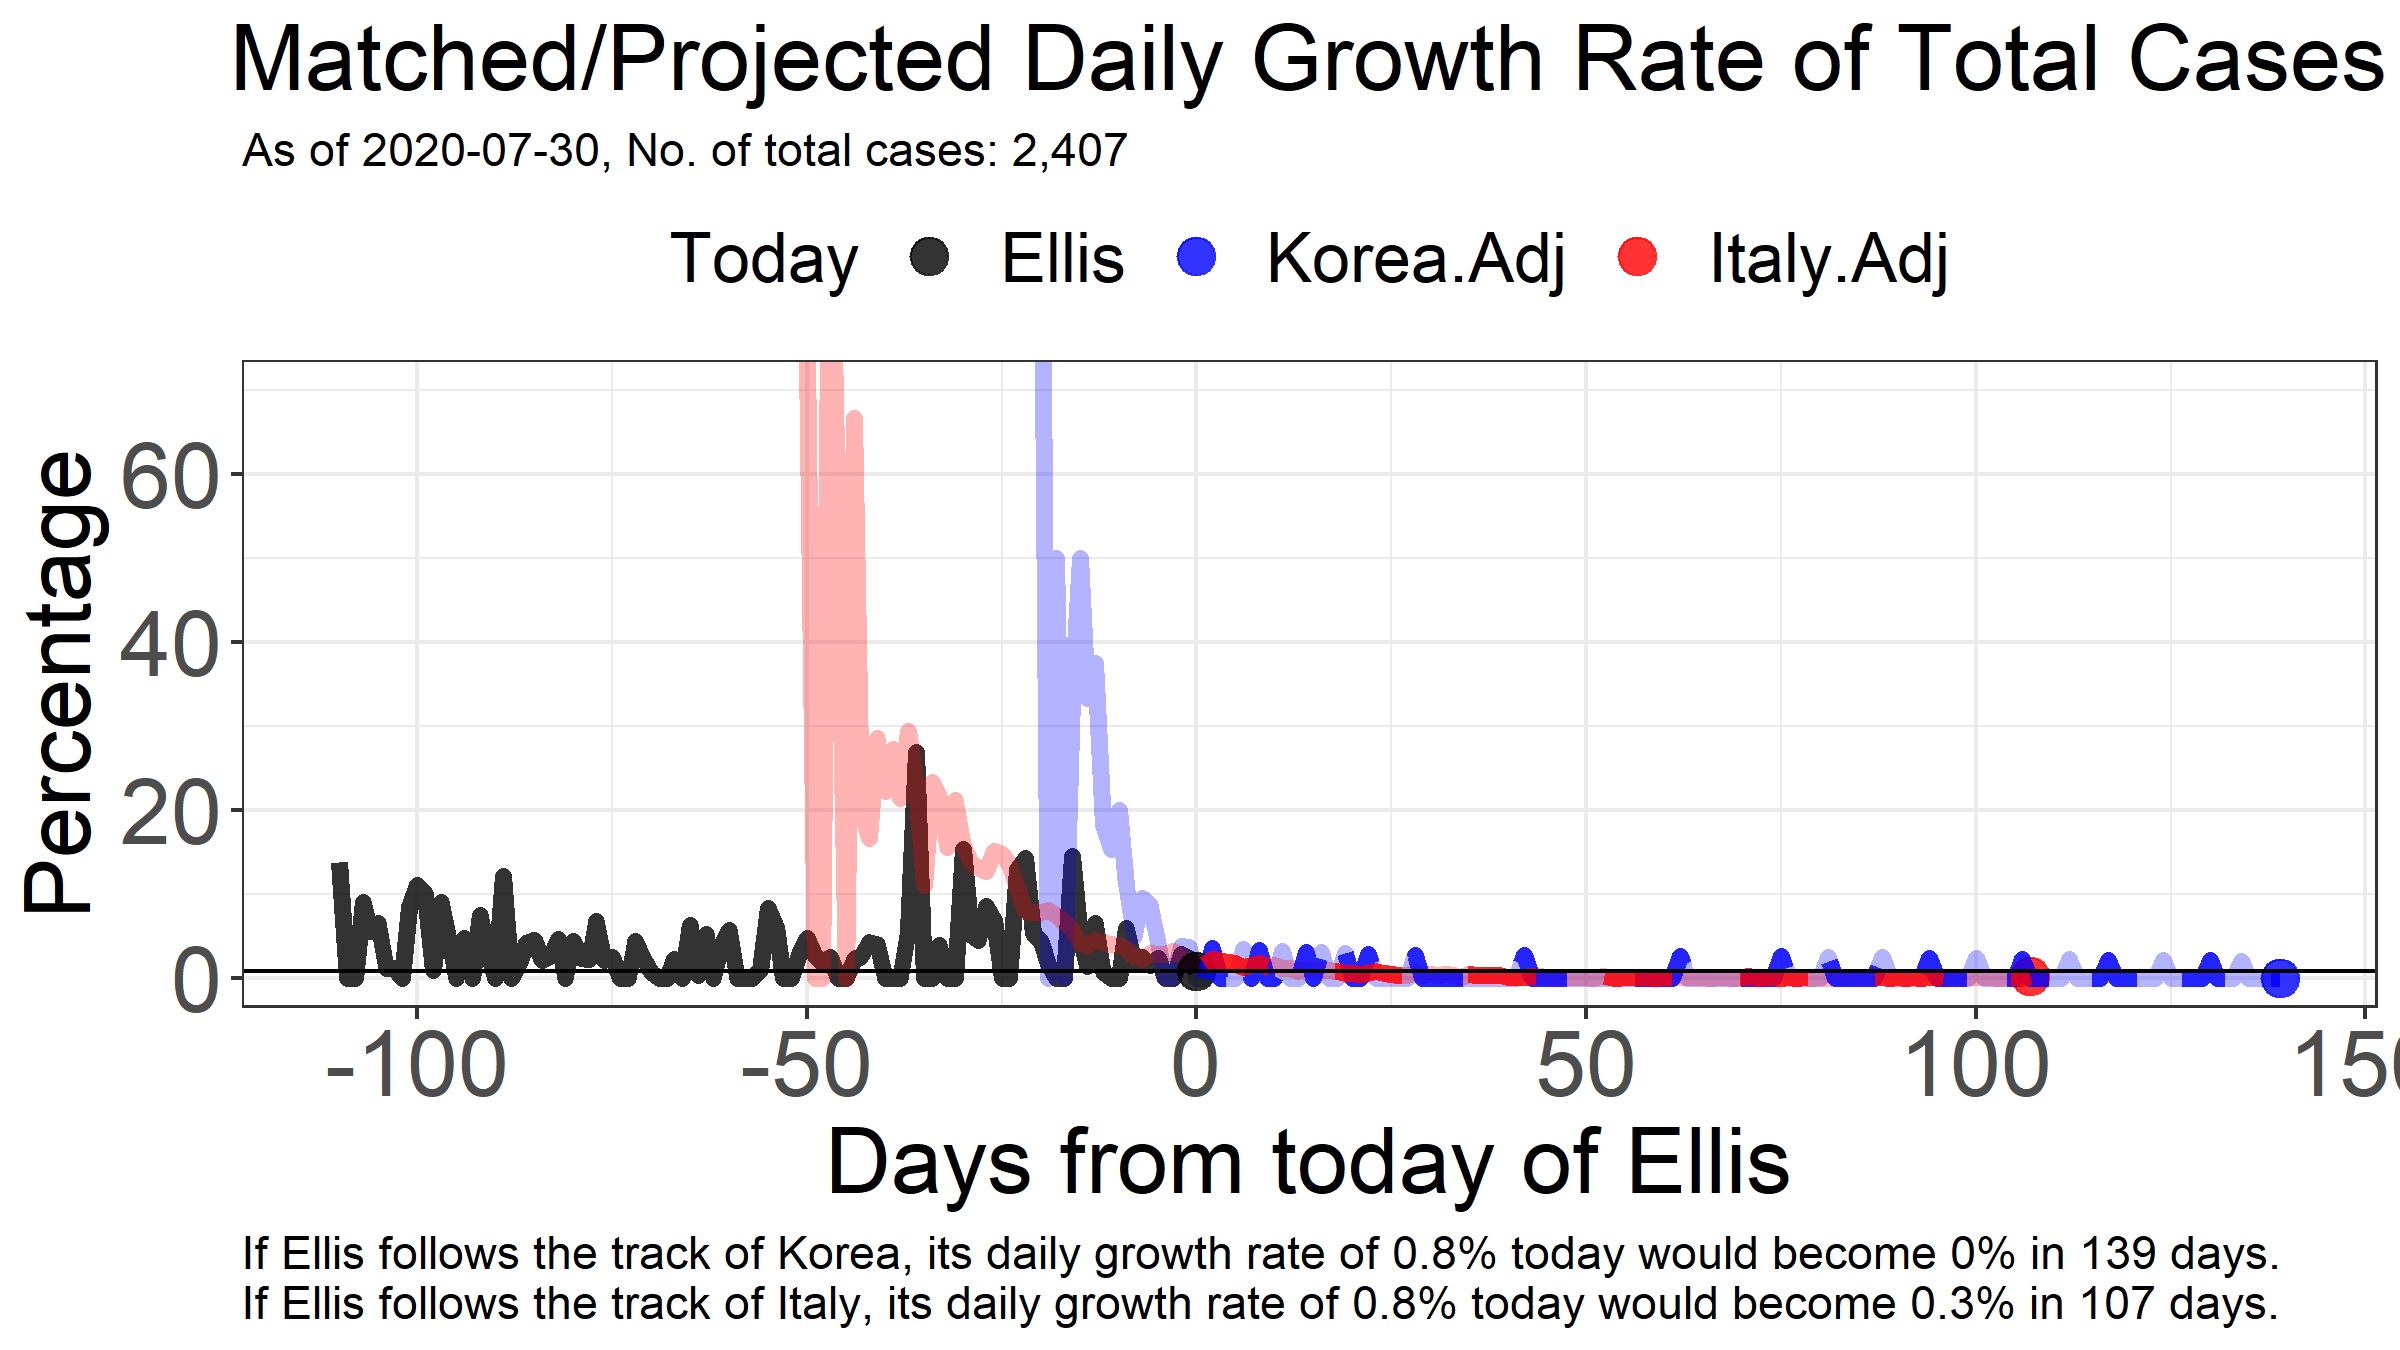 Matched/Projected Daily Growth Rate of Total Cases
As of 2020-07-30, No. of total cases: 2,407
Today Ellis Korea.Adj Italy.Adj
Percentage
60
40
20
0
-100 -50 0 50 100 150
Days from today of Ellis
If Ellis follows the track of Korea, its daily growth rate of 0.8% today would become 0% in 139 days.
If Ellis follows the track of Italy, its daily growth rate of 0.8% today would become 0.3% in 107 days.